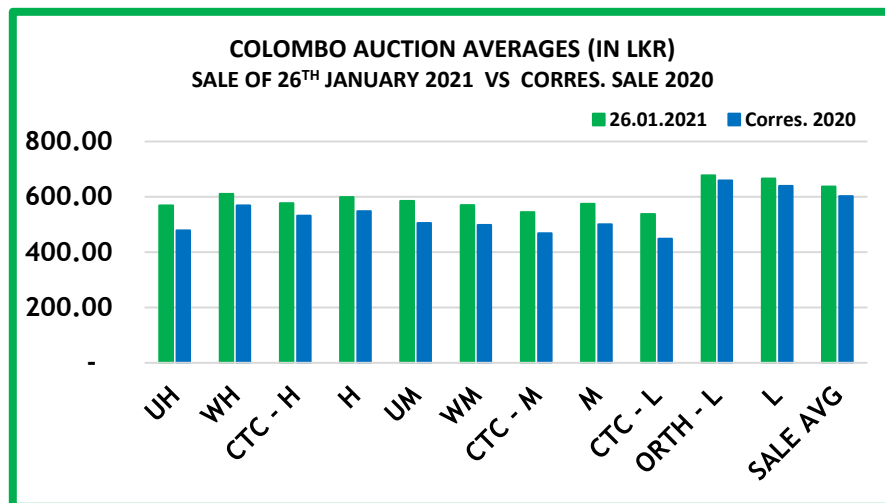 COLOMBO AUCTION AVERAGES (IN LKR)
SALE OF 26TH JANUARY 2021 VS CORRES. SALE 2020
26.01.2021 Corres. 2020
800.00
600.00
400.00
200.00
-
UH
WH
CTC - H
H
UM
WM
CTC - M
M
CTC - L
ORTH - L
L
SALE AVG